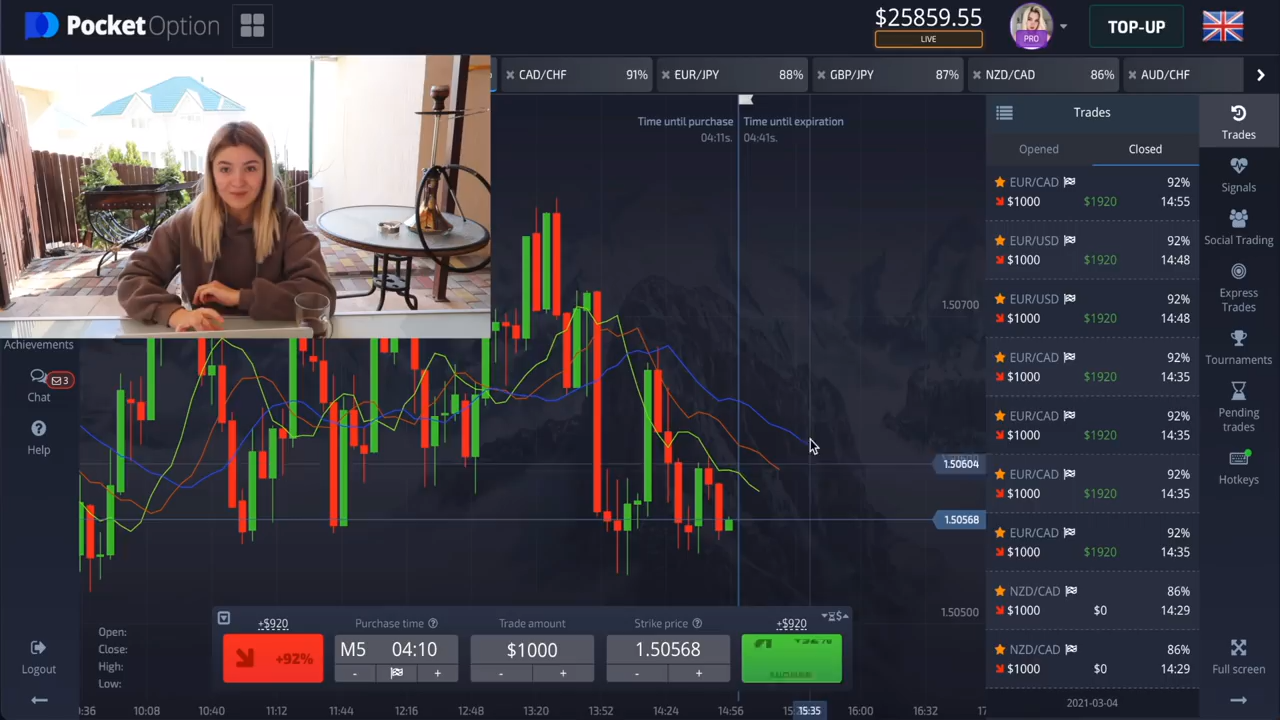 PocketOption
$25859.55
LIVE
PRO
TOP-UP
CAD/CHF 91%
EUR/JPY 88%
GBP/JPY 87%
NZD/CAD 86%
AUD/CHF
Time until purchase
04:11s.
Time until expiration
04:41s.
1.50700
1.50604
1.50568
1.50500
Achievements
Chat
3
Help
Logout
Open:
Close:
High:
Low:
+$920
+92%
Purchase time
M5 04:10
- +
Trade amount
$1000
- +
Strike price
1.50568
- +
+$920
+92%
:36 10:08 10:40 11:12 11:44 12:16 12:48 13:20 13:52 14:24 14:56 15:35 16:00 16:32 17
Trades
Opened
Closed
EUR/CAD 92%
$1000 $1920 14:55
EUR/USD 92%
$1000 $1920 14:48
EUR/USD 92%
$1000 $1920 14:48
EUR/CAD 92%
$1000 $1920 14:35
EUR/CAD 92%
$1000 $1920 14:35
EUR/CAD 92%
$1000 $1920 14:35
EUR/CAD 92%
$1000 $1920 14:35
NZD/CAD 86%
$1000 $0 14:29
NZD/CAD 86%
$1000 $0 14:29
2021-03-04
Trades
Signals
Social Trading
Express
Trades
Tournaments
Pending
trades
Hotkeys
Full screen